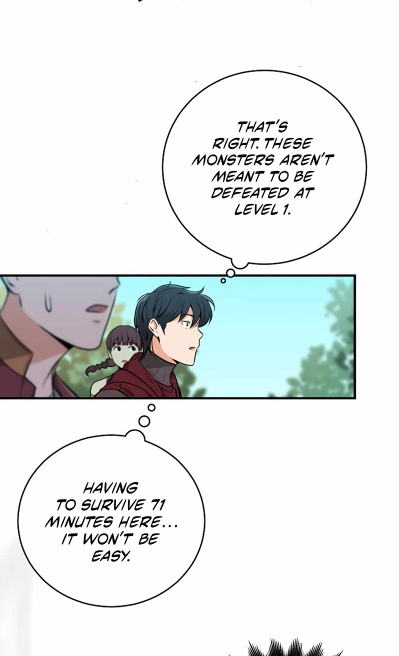 THAT'S
RIGHT. THESE
MONSTERS AREN'T
MEANT TO BE
DEFEATED AT
LEVEL 1.
HAVING
TO SURVIVE 71
MINUTES HERE...
IT WON'T BE
EASY.